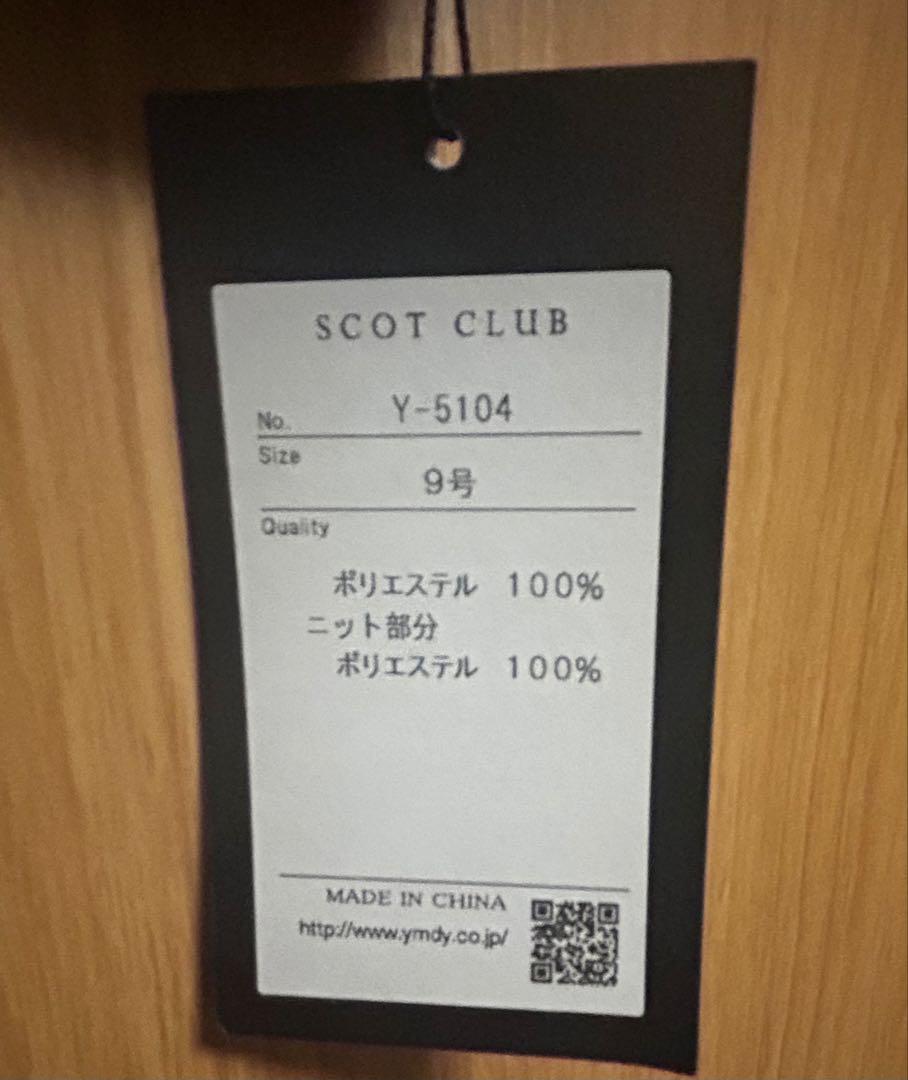 SCOT CLUB
No. Y-5104
Size
9号
Quality
ポリエステル 100%
ニット部分
ポリエステル 100%
MADE IN CHINA
http://www.ymdy.co.jp/